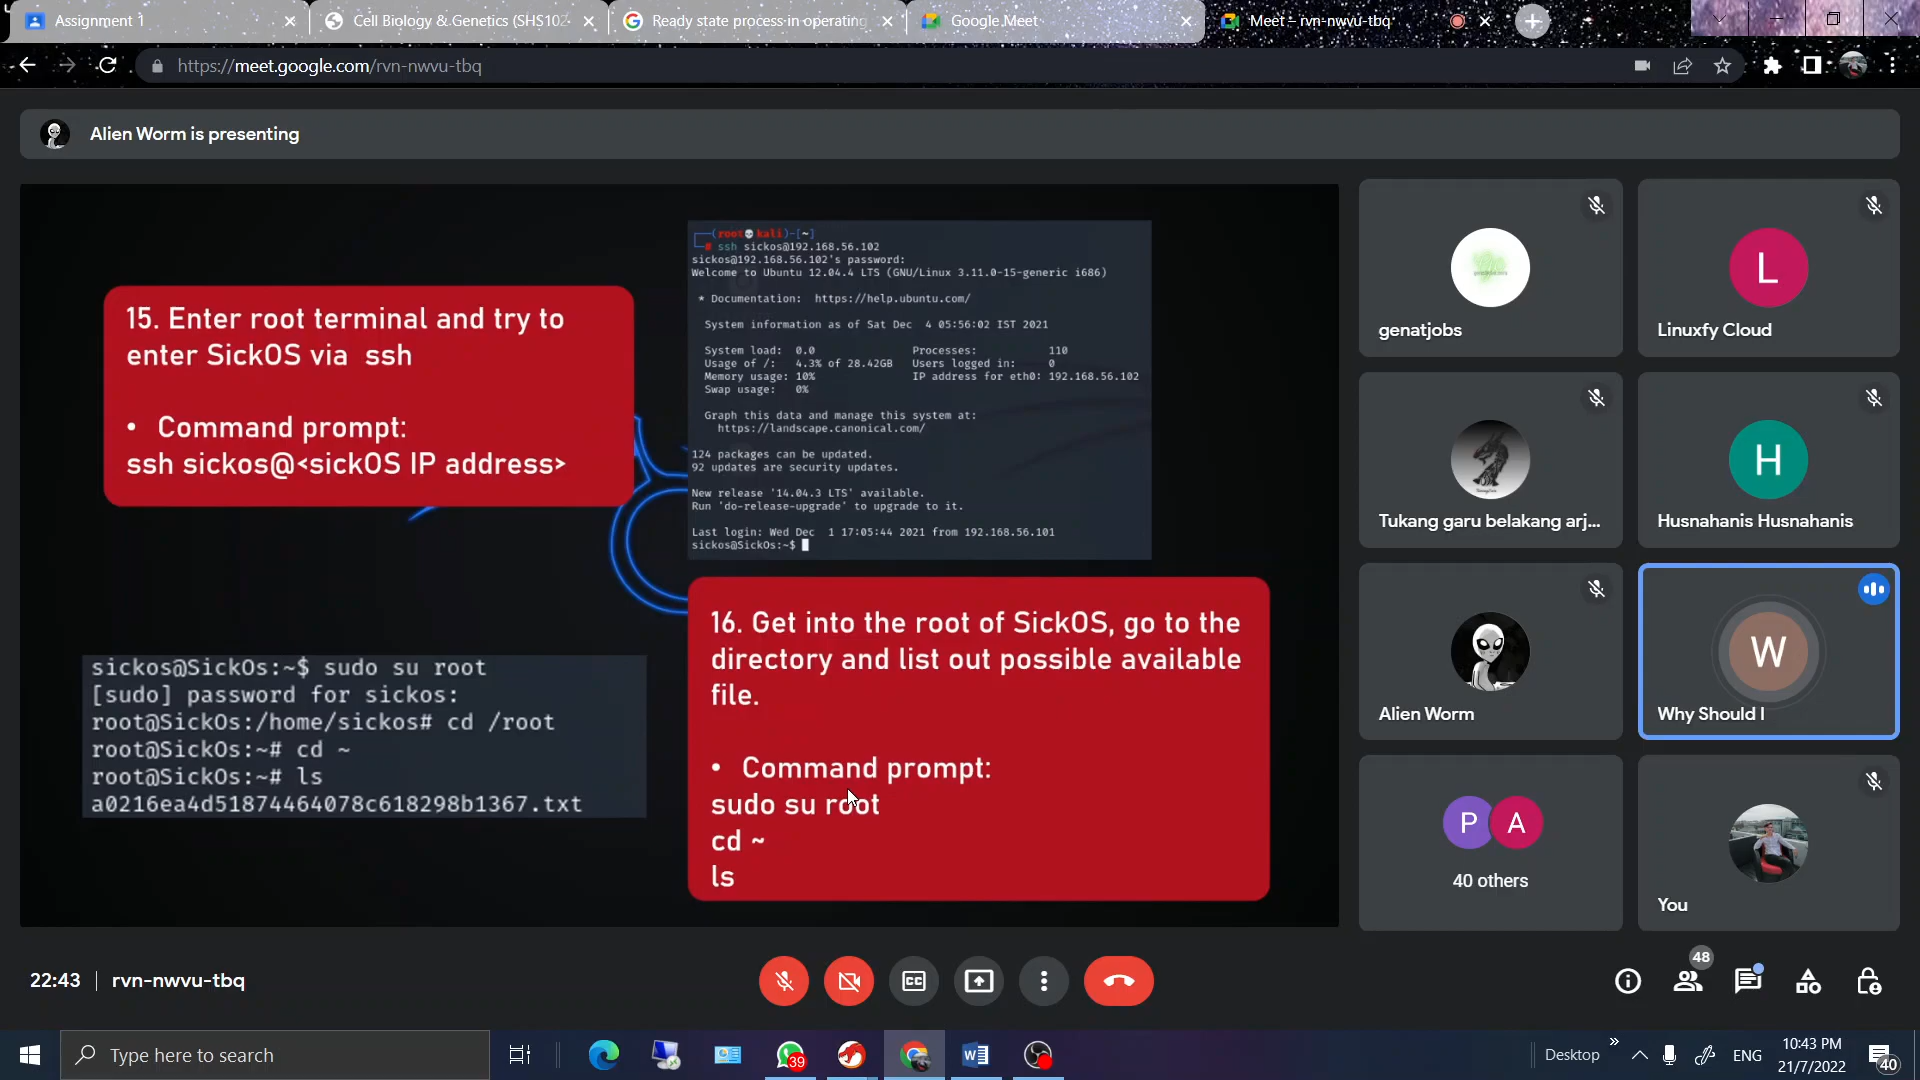 Assignment 1
Cell Biology & Genetics (SHS102-
Ready state process in operating
Google Meet
Meet – rvn-nwvu-tbq
https://meet.google.com/rvn-nwvu-tbq
Alien Worm is presenting
15. Enter root terminal and try to
enter SickOS via ssh
• Command prompt:
ssh sickos@<sickOS IP address>
┌──(root💀kali)-[~]
└─# ssh sickos@192.168.56.102
sickos@192.168.56.102's password:
Welcome to Ubuntu 12.04.4 LTS (GNU/Linux 3.11.0-15-generic i686)
* Documentation: https://help.ubuntu.com/
System information as of Sat Dec 4 05:56:02 IST 2021
System load: 0.0 Processes: 110
Usage of /: 4.3% of 28.42GB Users logged in: 0
Memory usage: 10% IP address for eth0: 192.168.56.102
Swap usage: 0%
Graph this data and manage this system at:
https://landscape.canonical.com/
124 packages can be updated.
92 updates are security updates.
New release '14.04.3 LTS' available.
Run 'do-release-upgrade' to upgrade to it.
Last login: Wed Dec 1 17:05:44 2021 from 192.168.56.101
sickos@SickOs:~$
sickos@SickOs:~$ sudo su root
[sudo] password for sickos:
root@SickOs:/home/sickos# cd /root
root@SickOs:~# cd ~
root@SickOs:~# ls
a0216ea4d51874464078c618298b1367.txt
16. Get into the root of SickOS, go to the
directory and list out possible available
file.
• Command prompt:
sudo su root
cd ~
ls
genatjobs
L
Linuxfy Cloud
Tukang garu belakang arj...
H
Husnahanis Husnahanis
Alien Worm
W
Why Should I
P A
40 others
You
22:43 | rvn-nwvu-tbq
CC
48
Type here to search
39
Desktop
ENG
10:43 PM
21/7/2022
40